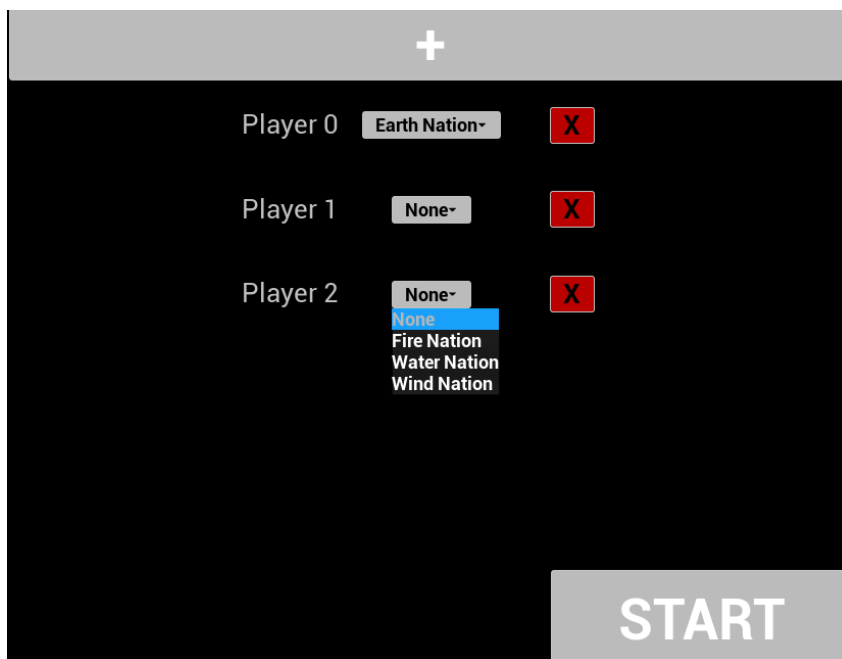 +
Player 0 Earth Nation X
Player 1 None X
Player 2 None X
None
Fire Nation
Water Nation
Wind Nation
START